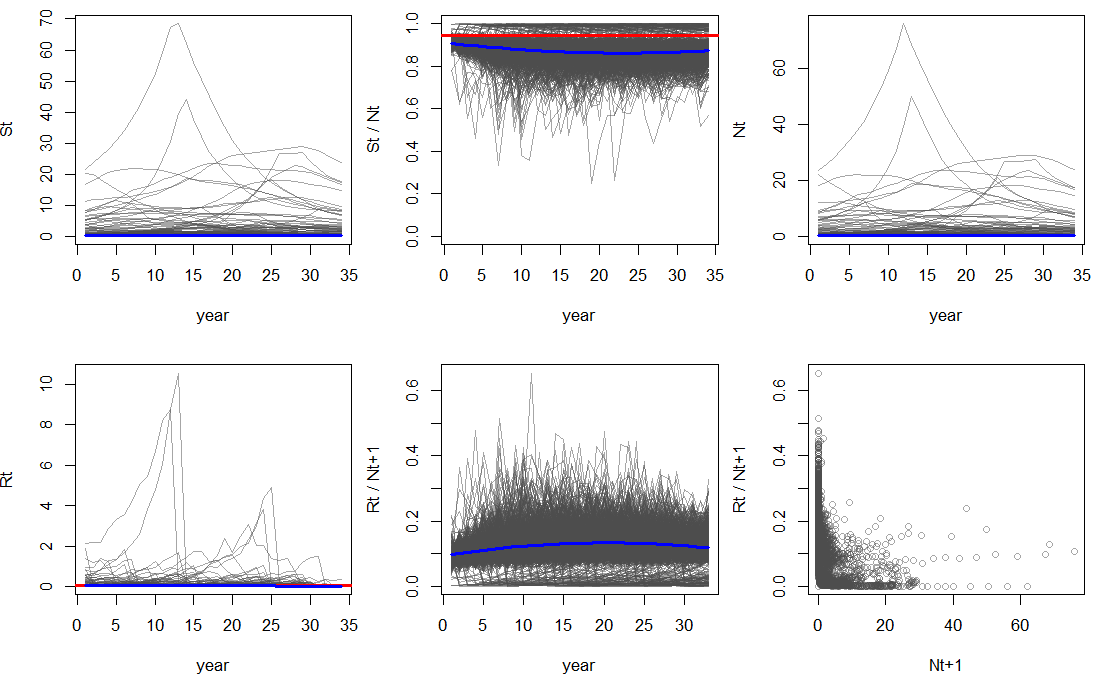 St
0 10 20 30 40 50 60 70
0 5 10 15 20 25 30 35
year
St / Nt
0.0 0.2 0.4 0.6 0.8 1.0
0 5 10 15 20 25 30 35
year
Nt
0 20 40 60
0 5 10 15 20 25 30 35
year
Rt
0 2 4 6 8 10
0 5 10 15 20 25 30 35
year
Rt / Nt+1
0.0 0.2 0.4 0.6
0 5 10 15 20 25 30
year
Rt / Nt+1
0.0 0.2 0.4 0.6
0 20 40 60
Nt+1